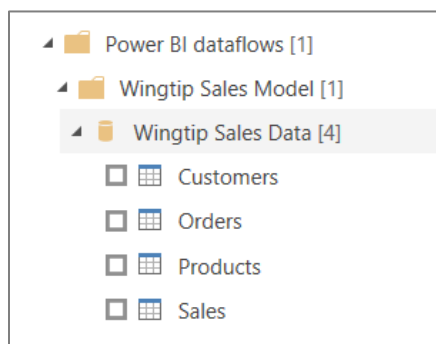 Power BI dataflows [1]
Wingtip Sales Model [1]
Wingtip Sales Data [4]
Customers
Orders
Products
Sales